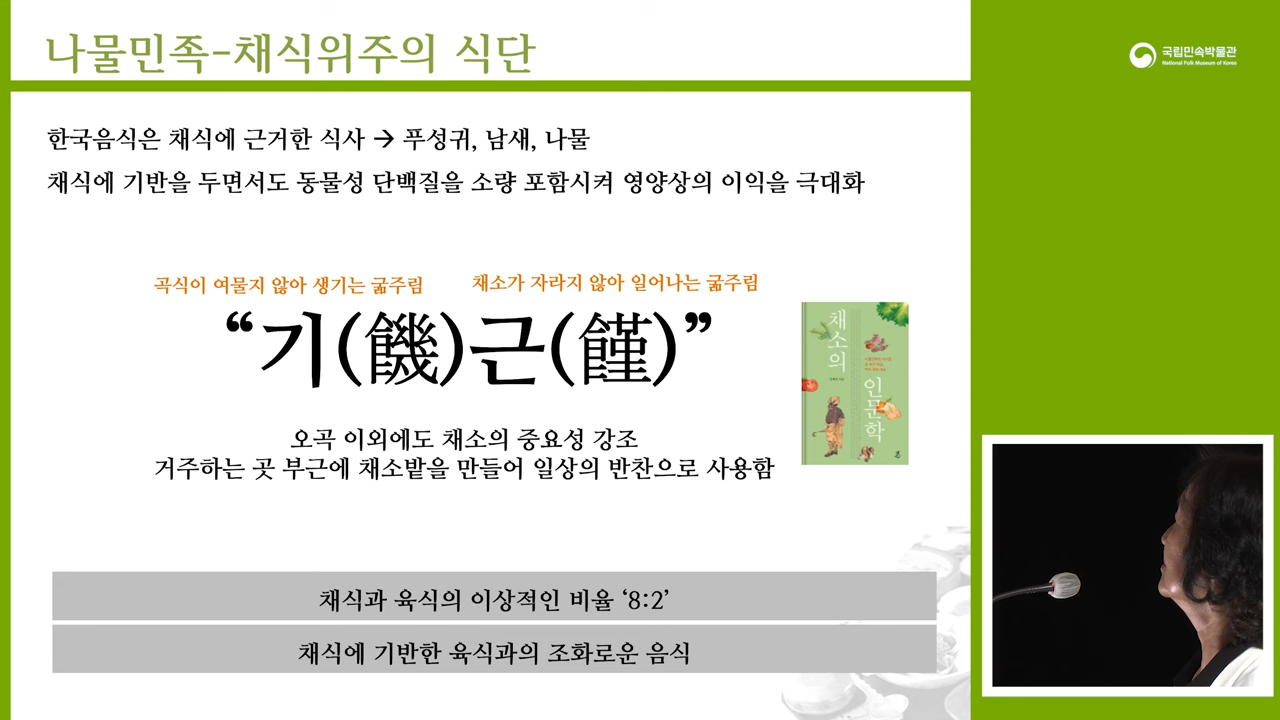 나물민족-채식위주의 식단
국립민속박물관
National Folk Museum of Korea
한국음식은 채식에 근거한 식사 → 푸성귀, 남새, 나물
채식에 기반을 두면서도 동물성 단백질을 소량 포함시켜 영양상의 이익을 극대화
곡식이 여물지 않아 생기는 굶주림
채소가 자라지 않아 일어나는 굶주림
“기(饑)근(饉)”
채소의
인문학
오곡 이외에도 채소의 중요성 강조
거주하는 곳 부근에 채소밭을 만들어 일상의 반찬으로 사용함
채식과 육식의 이상적인 비율 ‘8:2’
채식에 기반한 육식과의 조화로운 음식